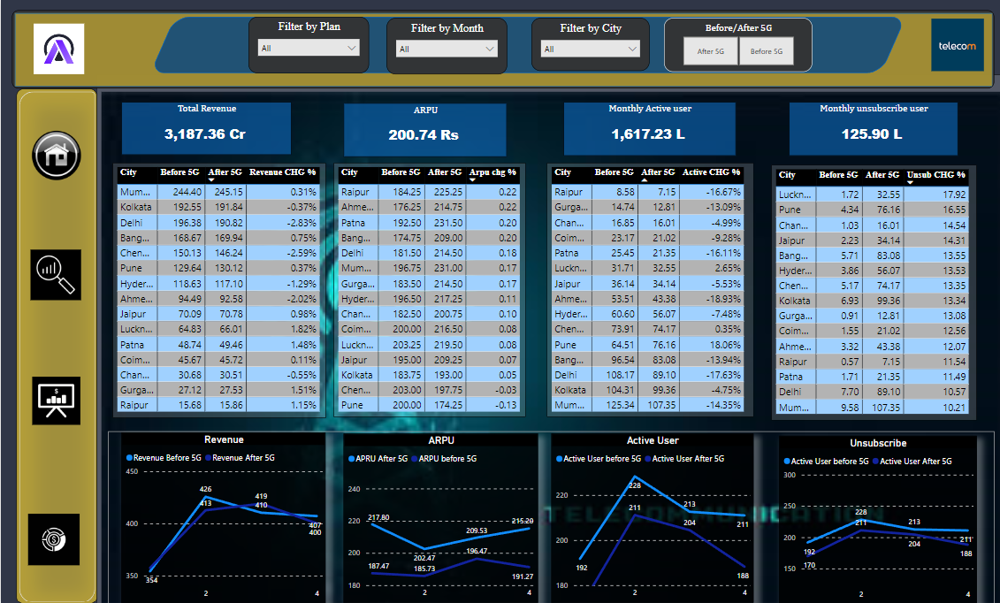 Filter by Plan
All
Filter by Month
All
Filter by City
All
Before/After 5G
After 5G Before 5G
telecom
Total Revenue
3,187.36 Cr
ARPU
200.74 Rs
Monthly Active user
1,617.23 L
Monthly unsubscribe user
125.90 L
City Before 5G After 5G Revenue CHG %
Mum... 244.40 245.15 0.31%
Kolkata 192.55 191.84 -0.37%
Delhi 196.38 190.82 -2.83%
Bang... 168.67 169.94 0.75%
Chen... 150.13 146.24 -2.59%
Pune 129.64 130.12 0.37%
Hyder... 118.63 117.10 -1.29%
Ahme... 94.49 92.58 -2.02%
Jaipur 70.09 70.78 0.98%
Luckn... 64.83 66.01 1.82%
Patna 48.74 49.46 1.48%
Coim... 45.67 45.72 0.11%
Chan... 30.68 30.51 -0.55%
Gurga... 27.12 27.53 1.51%
Raipur 15.68 15.86 1.15%
City Before 5G After 5G Arpu chg %
Raipur 184.25 225.25 0.22
Ahme... 176.25 214.75 0.22
Patna 192.50 231.50 0.20
Bang... 174.75 209.00 0.20
Delhi 181.50 214.50 0.18
Mum... 196.75 231.00 0.17
Gurga... 183.50 214.50 0.17
Hyder... 196.50 217.25 0.11
Chan... 182.50 200.75 0.10
Coim... 200.00 216.50 0.08
Luckn... 203.25 219.50 0.08
Jaipur 195.00 209.25 0.07
Kolkata 183.75 193.00 0.05
Chen... 203.00 197.75 -0.03
Pune 200.00 174.25 -0.13
City Before 5G After 5G Active CHG %
Raipur 8.58 7.15 -16.67%
Gurga... 14.74 12.81 -13.09%
Chan... 16.85 16.01 -4.99%
Coim... 23.17 21.02 -9.28%
Patna 25.45 21.35 -16.11%
Luckn... 31.71 32.55 2.65%
Jaipur 36.14 34.14 -5.53%
Ahme... 53.51 43.38 -18.93%
Hyder... 60.60 56.07 -7.48%
Chen... 73.91 74.17 0.35%
Pune 64.51 76.16 18.06%
Bang... 96.54 83.08 -13.94%
Delhi 108.17 89.10 -17.63%
Kolkata 104.31 99.36 -4.75%
Mum... 125.34 107.35 -14.35%
City Before 5G After 5G Unsub CHG %
Luckn... 1.72 32.55 17.92
Pune 4.34 76.16 16.55
Chan... 1.03 16.01 14.54
Jaipur 2.23 34.14 14.31
Bang... 5.71 83.08 13.55
Hyder... 3.86 56.07 13.53
Chen... 5.17 74.17 13.35
Kolkata 6.93 99.36 13.34
Gurga... 0.91 12.81 13.08
Coim... 1.55 21.02 12.56
Ahme... 3.32 43.38 12.07
Raipur 0.57 7.15 11.54
Patna 1.71 21.35 11.49
Delhi 7.70 89.10 10.57
Mum... 9.58 107.35 10.21
Revenue
Revenue Before 5G Revenue After 5G
450
426
419
413
410
400
407
400
350
354
2 4
ARPU
APRU After 5G ARPU before 5G
240
220
217.80
215.20
209.53
200
202.47
196.47
187.47
185.73
191.27
180
2 4
Active User
Active User before 5G Active User After 5G
228
220
213
211
211
204
200
192
188
180
2 4
Unsubscribe
Active User before 5G Active User After 5G
300
250
228
213
211
211
200
192
204
188
170
150
2 4
TELECOMMUNICATION